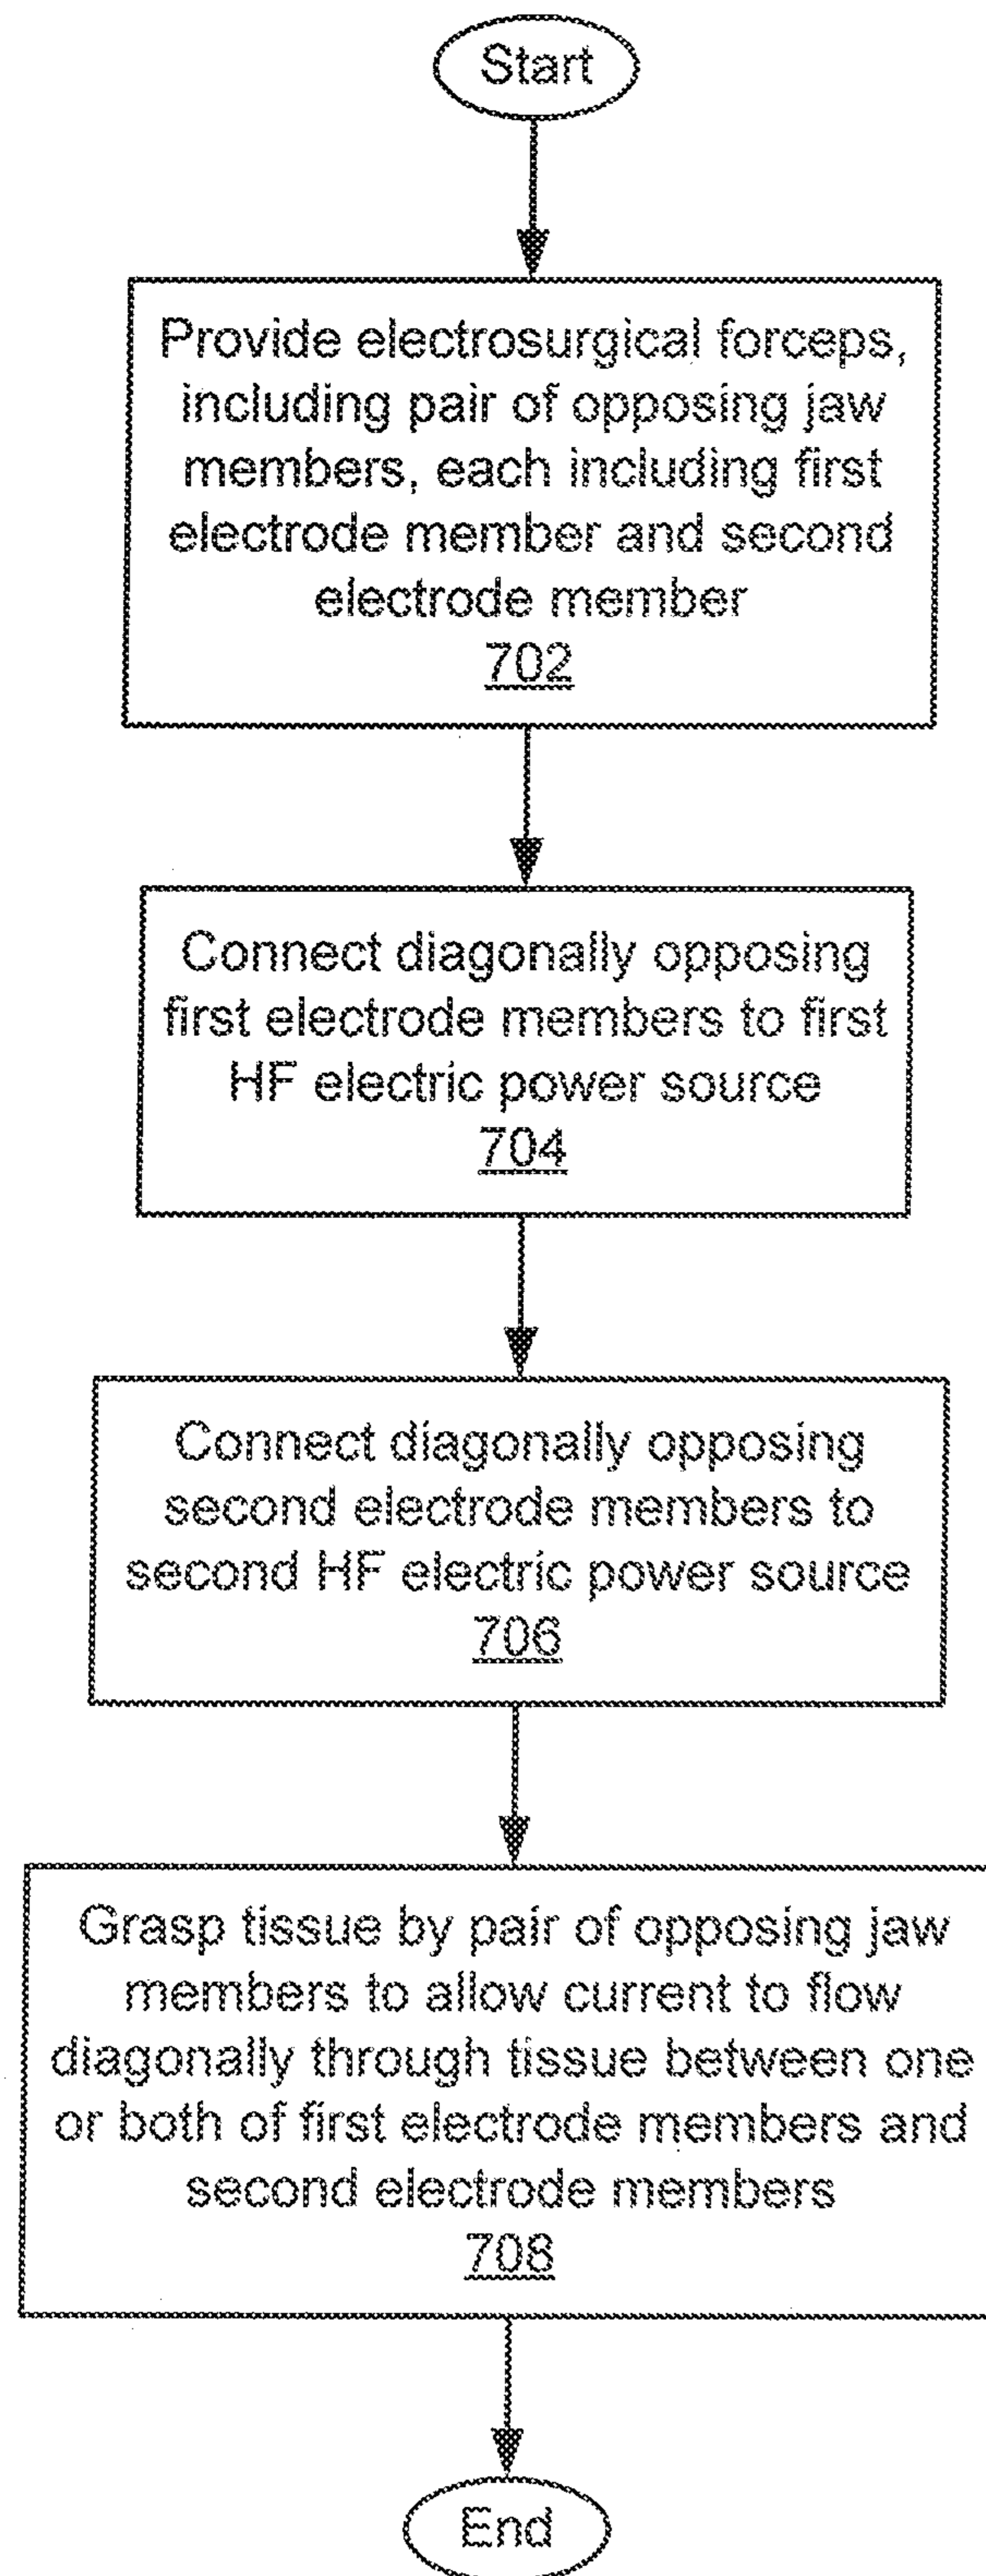 Start
Provide electrosurgical forceps,
including pair of opposing jaw
members, each including first
electrode member and second
electrode member
702
Connect diagonally opposing
first electrode members to first
HF electric power source
704
Connect diagonally opposing
second electrode members to
second HF electric power source
706
Grasp tissue by pair of opposing jaw
members to allow current to flow
diagonally through tissue between one
or both of first electrode members and
second electrode members
708
End